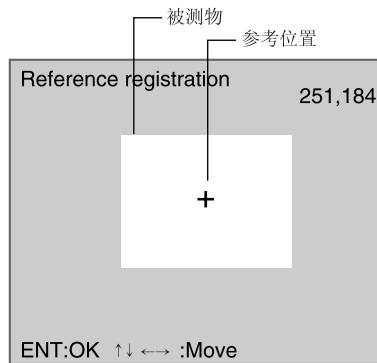 被测物
参考位置
Reference registration
251,184
ENT:OK ↑↓ ←→ :Move